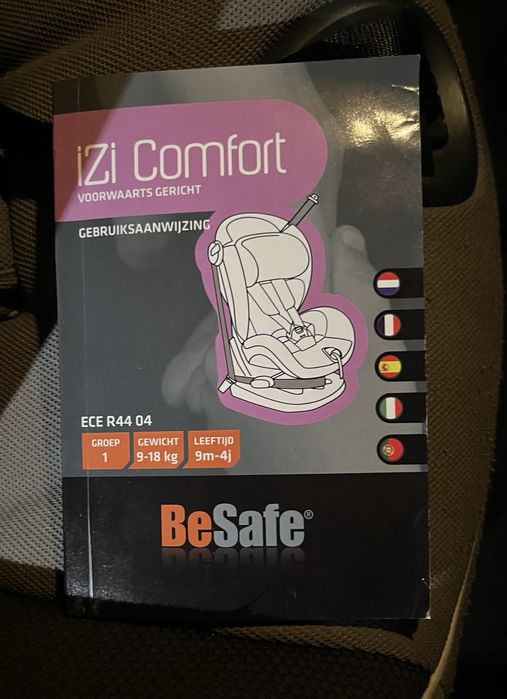 iZi Comfort
VOORWAARTS GERICHT
GEBRUIKSAANWIJZING
ECE R44 04
GROEP
1
GEWICHT
9-18 kg
LEEFTIJD
9m-4j
BeSafe®